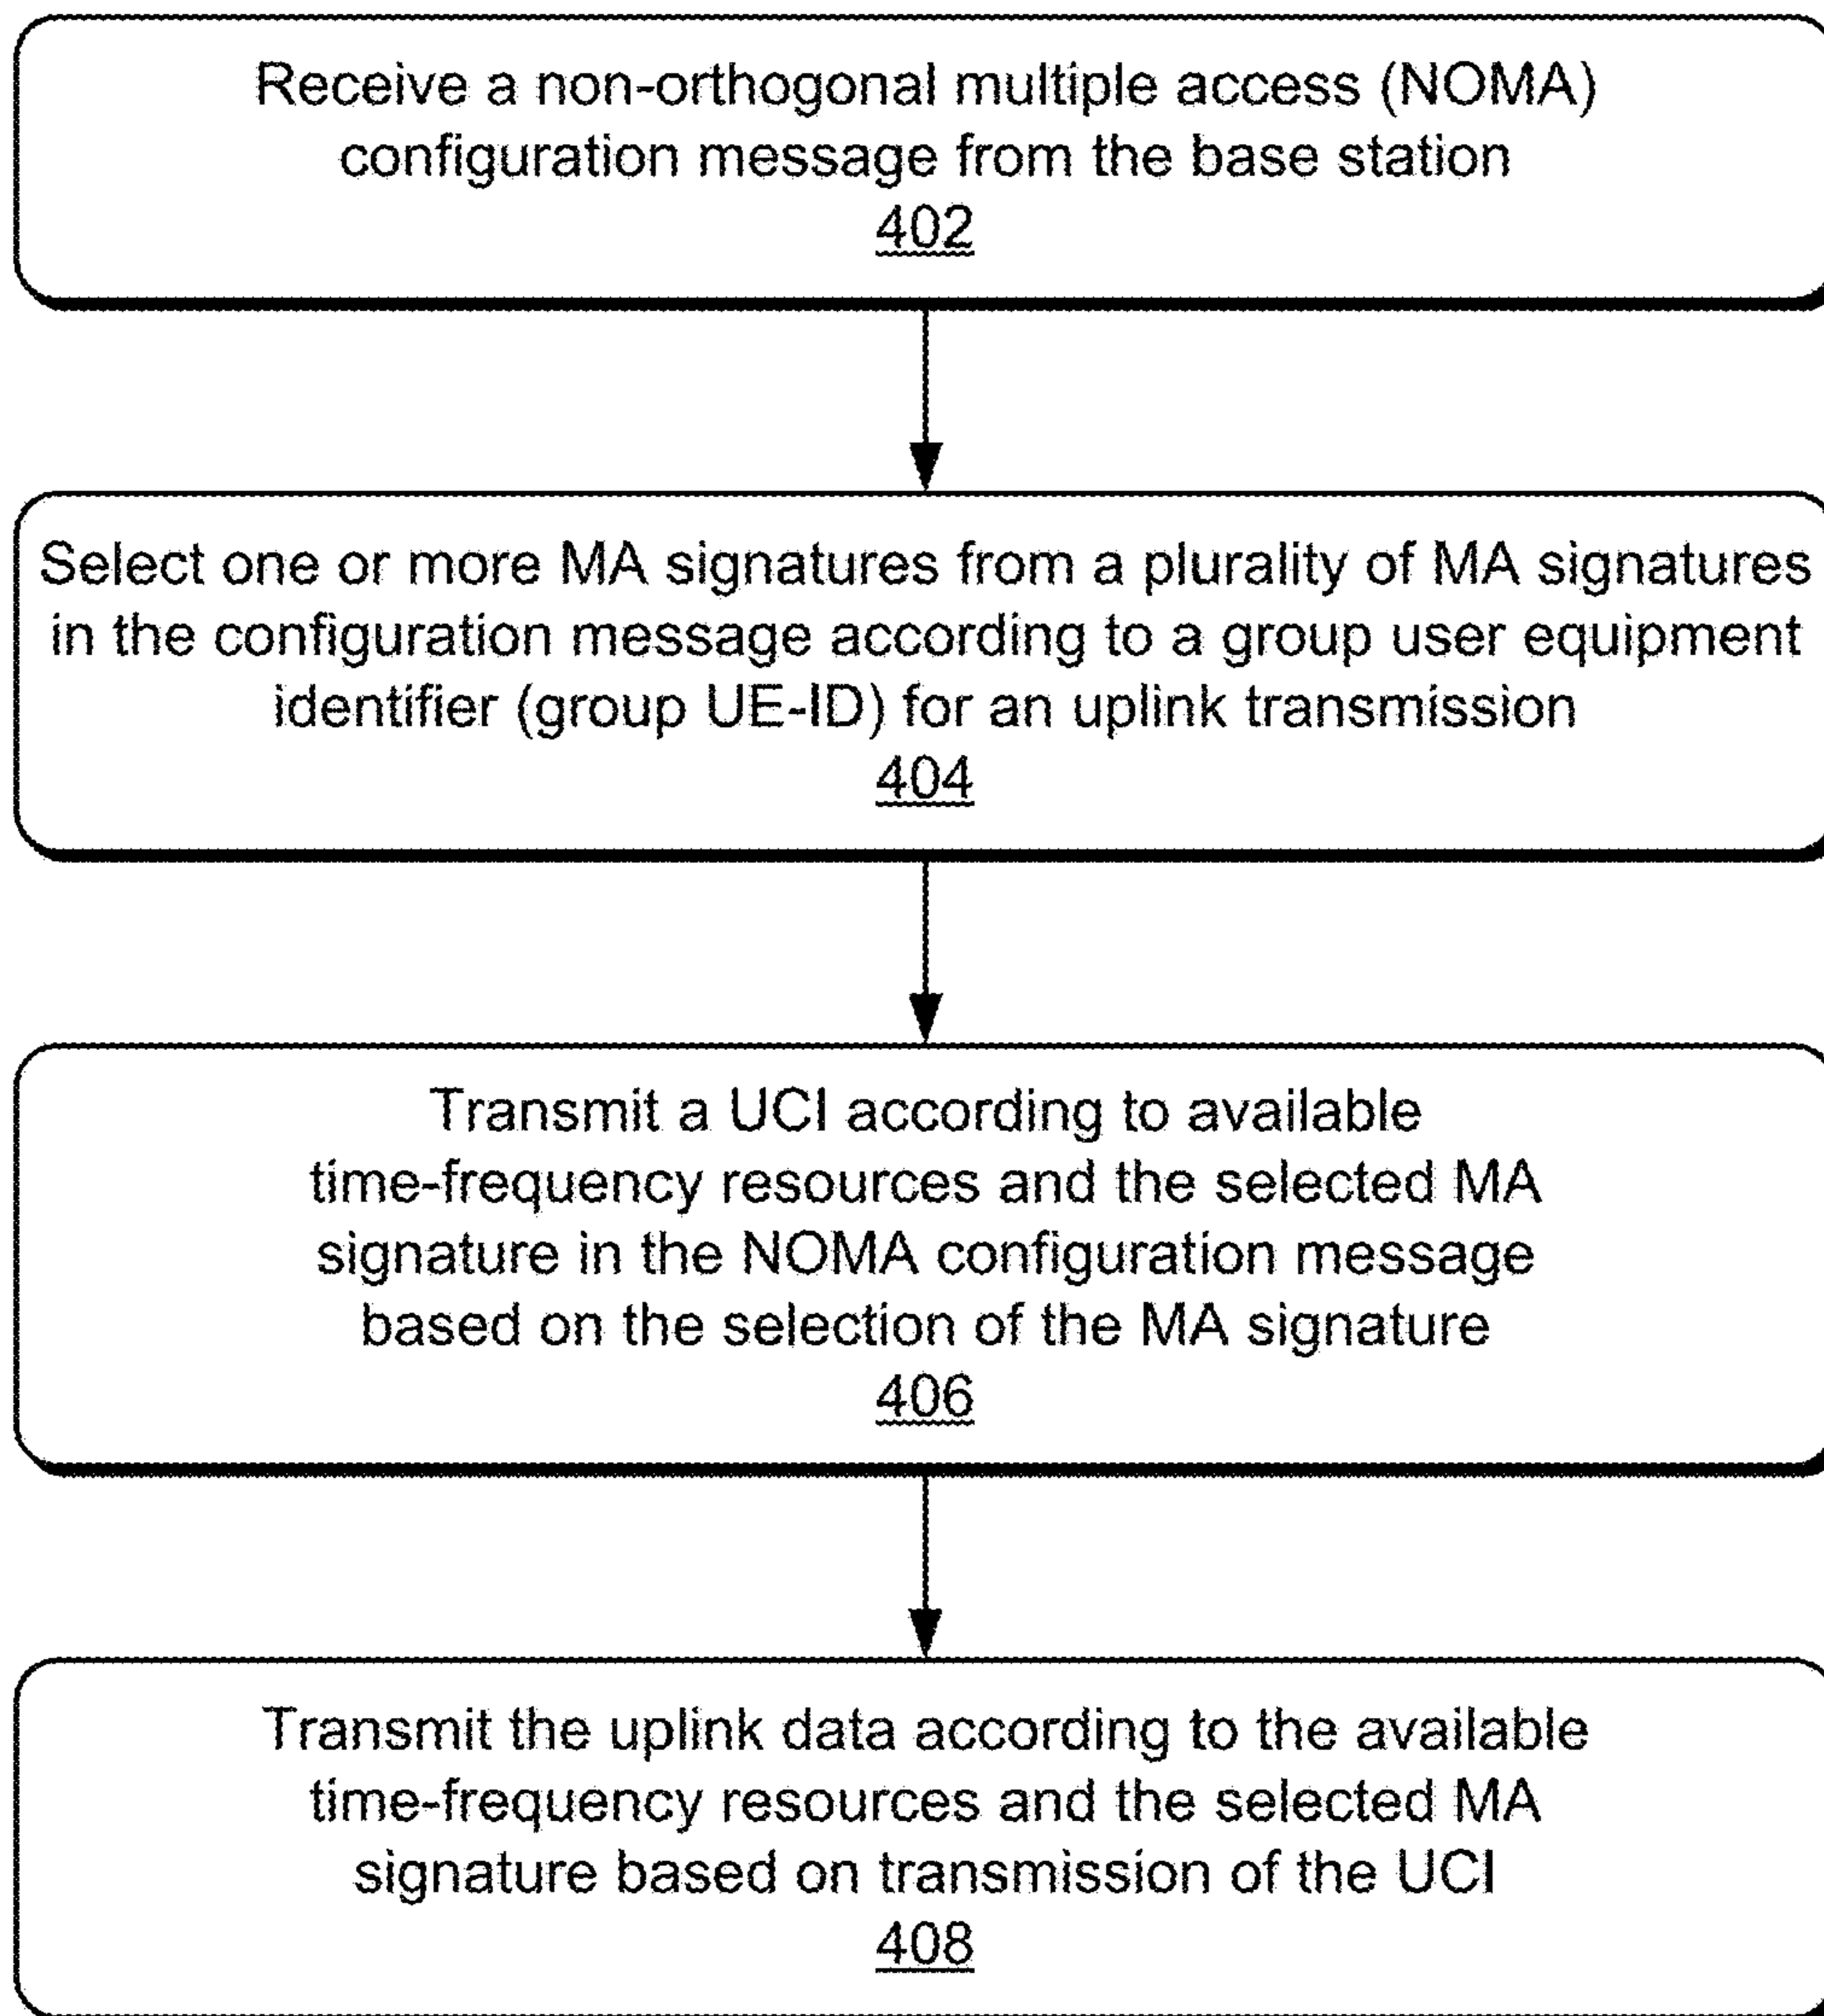 Receive a non-orthogonal multiple access (NOMA)
configuration message from the base station
402
Select one or more MA signatures from a plurality of MA signatures
in the configuration message according to a group user equipment
identifier (group UE-ID) for an uplink transmission
404
Transmit a UCI according to available
time-frequency resources and the selected MA
signature in the NOMA configuration message
based on the selection of the MA signature
406
Transmit the uplink data according to the available
time-frequency resources and the selected MA
signature based on transmission of the UCI
408